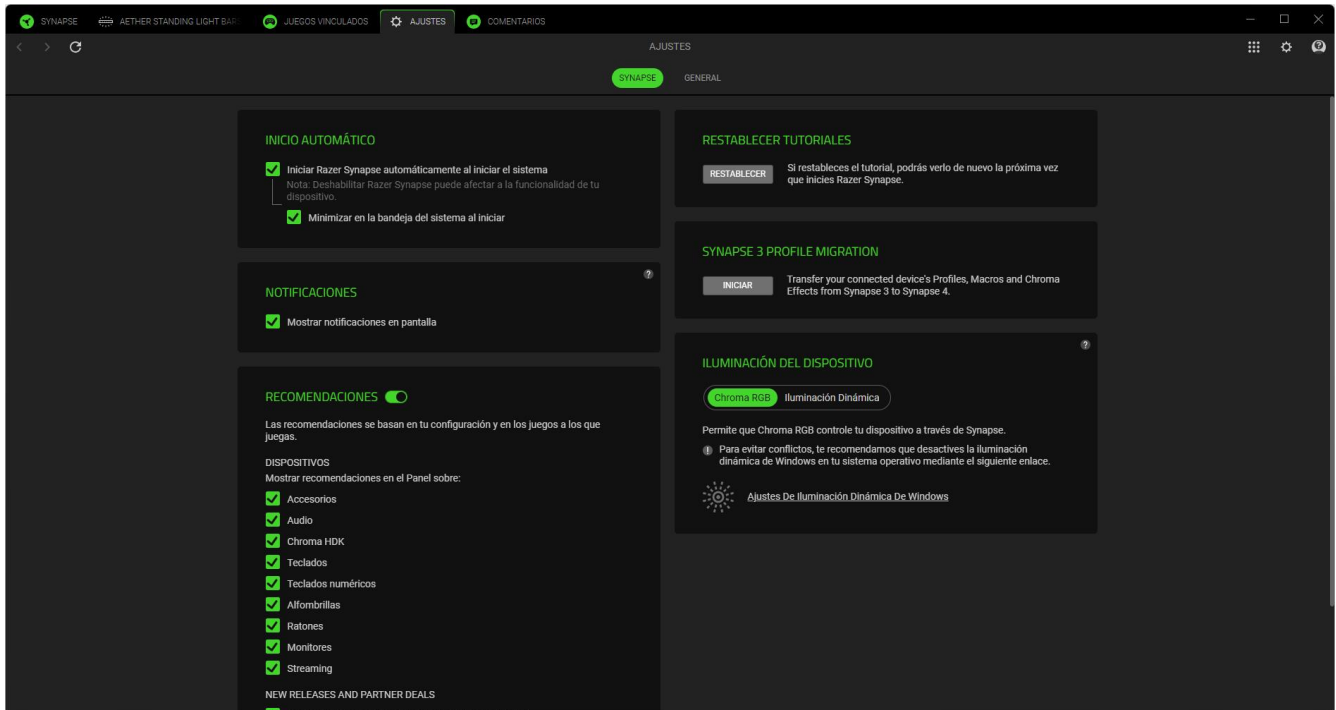 SYNAPSE
AETHER STANDING LIGHT BAR
JUEGOS VINCULADOS
AJUSTES
COMENTARIOS
AJUSTES
SYNAPSE
GENERAL
INICIO AUTOMÁTICO
Iniciar Razer Synapse automáticamente al iniciar el sistema
Nota: Deshabilitar Razer Synapse puede afectar a la funcionalidad de tu
dispositivo.
Minimizar en la bandeja del sistema al iniciar
NOTIFICACIONES
Mostrar notificaciones en pantalla
RECOMENDACIONES
Las recomendaciones se basan en tu configuración y en los juegos a los que
juegas.
DISPOSITIVOS
Mostrar recomendaciones en el Panel sobre:
Accesorios
Audio
Chroma HDK
Teclados
Teclados numéricos
Alfombrillas
Ratones
Monitores
Streaming
NEW RELEASES AND PARTNER DEALS
RESTABLECER TUTORIALES
RESTABLECER
Si restableces el tutorial, podrás verlo de nuevo la próxima vez
que inicies Razer Synapse.
SYNAPSE 3 PROFILE MIGRATION
INICIAR
Transfer your connected device's Profiles, Macros and Chroma
Effects from Synapse 3 to Synapse 4.
ILUMINACIÓN DEL DISPOSITIVO
Chroma RGB
Iluminación Dinámica
Permite que Chroma RGB controle tu dispositivo a través de Synapse.
Para evitar conflictos, te recomendamos que desactives la iluminación
dinámica de Windows en tu sistema operativo mediante el siguiente enlace.
Ajustes De Iluminación Dinámica De Windows